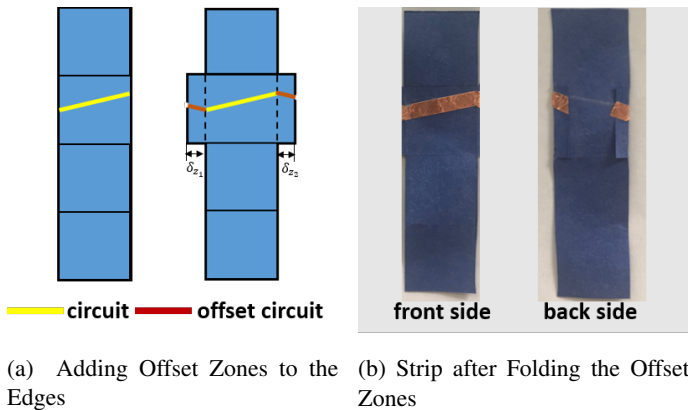 δz1
δz2
circuit offset circuit
front side back side
(a) Adding Offset Zones to the
Edges
(b) Strip after Folding the Offset
Zones